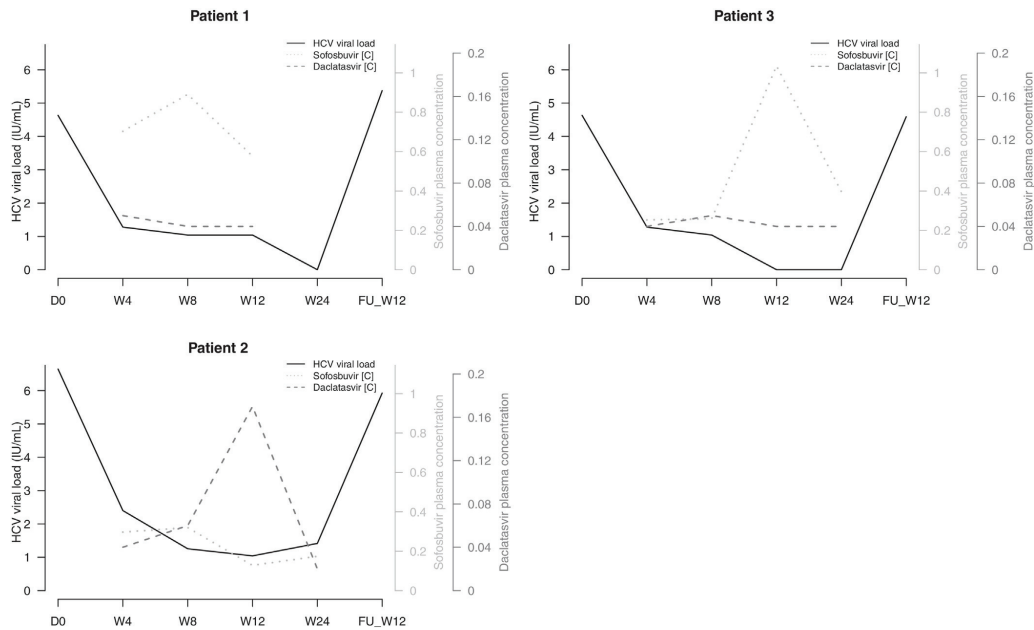 Patient 1
HCV viral load
Sofosbuvir [C]
Daclatasvir [C]
HCV viral load (IU/mL)
6
5
4
3
2
1
0
Sofosbuvir plasma concentration
1
0.8
0.6
0.4
0.2
0
Daclatasvir plasma concentration
0.2
0.16
0.12
0.08
0.04
0
D0 W4 W8 W12 W24 FU_W12
Patient 3
HCV viral load
Sofosbuvir [C]
Daclatasvir [C]
HCV viral load (IU/mL)
6
5
4
3
2
1
0
Sofosbuvir plasma concentration
1
0.8
0.6
0.4
0.2
0
Daclatasvir plasma concentration
0.2
0.16
0.12
0.08
0.04
0
D0 W4 W8 W12 W24 FU_W12
Patient 2
HCV viral load
Sofosbuvir [C]
Daclatasvir [C]
HCV viral load (IU/mL)
6
5
4
3
2
1
0
Sofosbuvir plasma concentration
1
0.8
0.6
0.4
0.2
0
Daclatasvir plasma concentration
0.2
0.16
0.12
0.08
0.04
0
D0 W4 W8 W12 W24 FU_W12